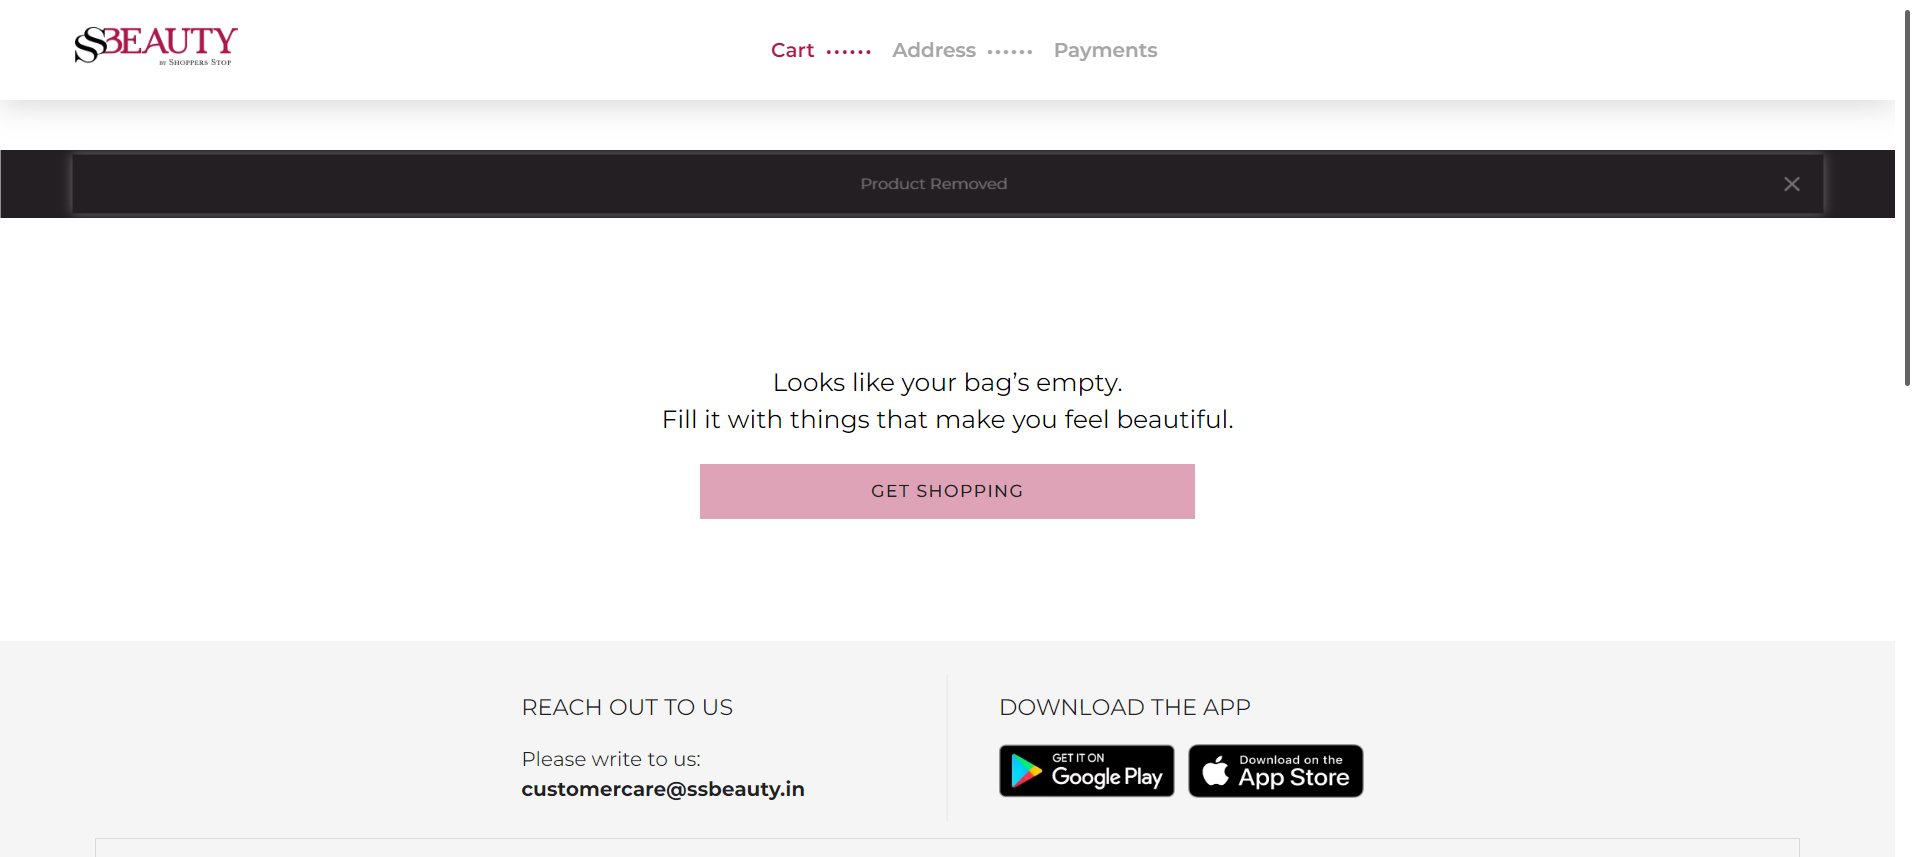 SSBEAUTY
BY SHOPPERS STOP
Cart ...... Address ...... Payments
Product Removed
Looks like your bag’s empty.
Fill it with things that make you feel beautiful.
GET SHOPPING
REACH OUT TO US
Please write to us:
customercare@ssbeauty.in
DOWNLOAD THE APP
GET IT ON
Google Play
Download on the
App Store